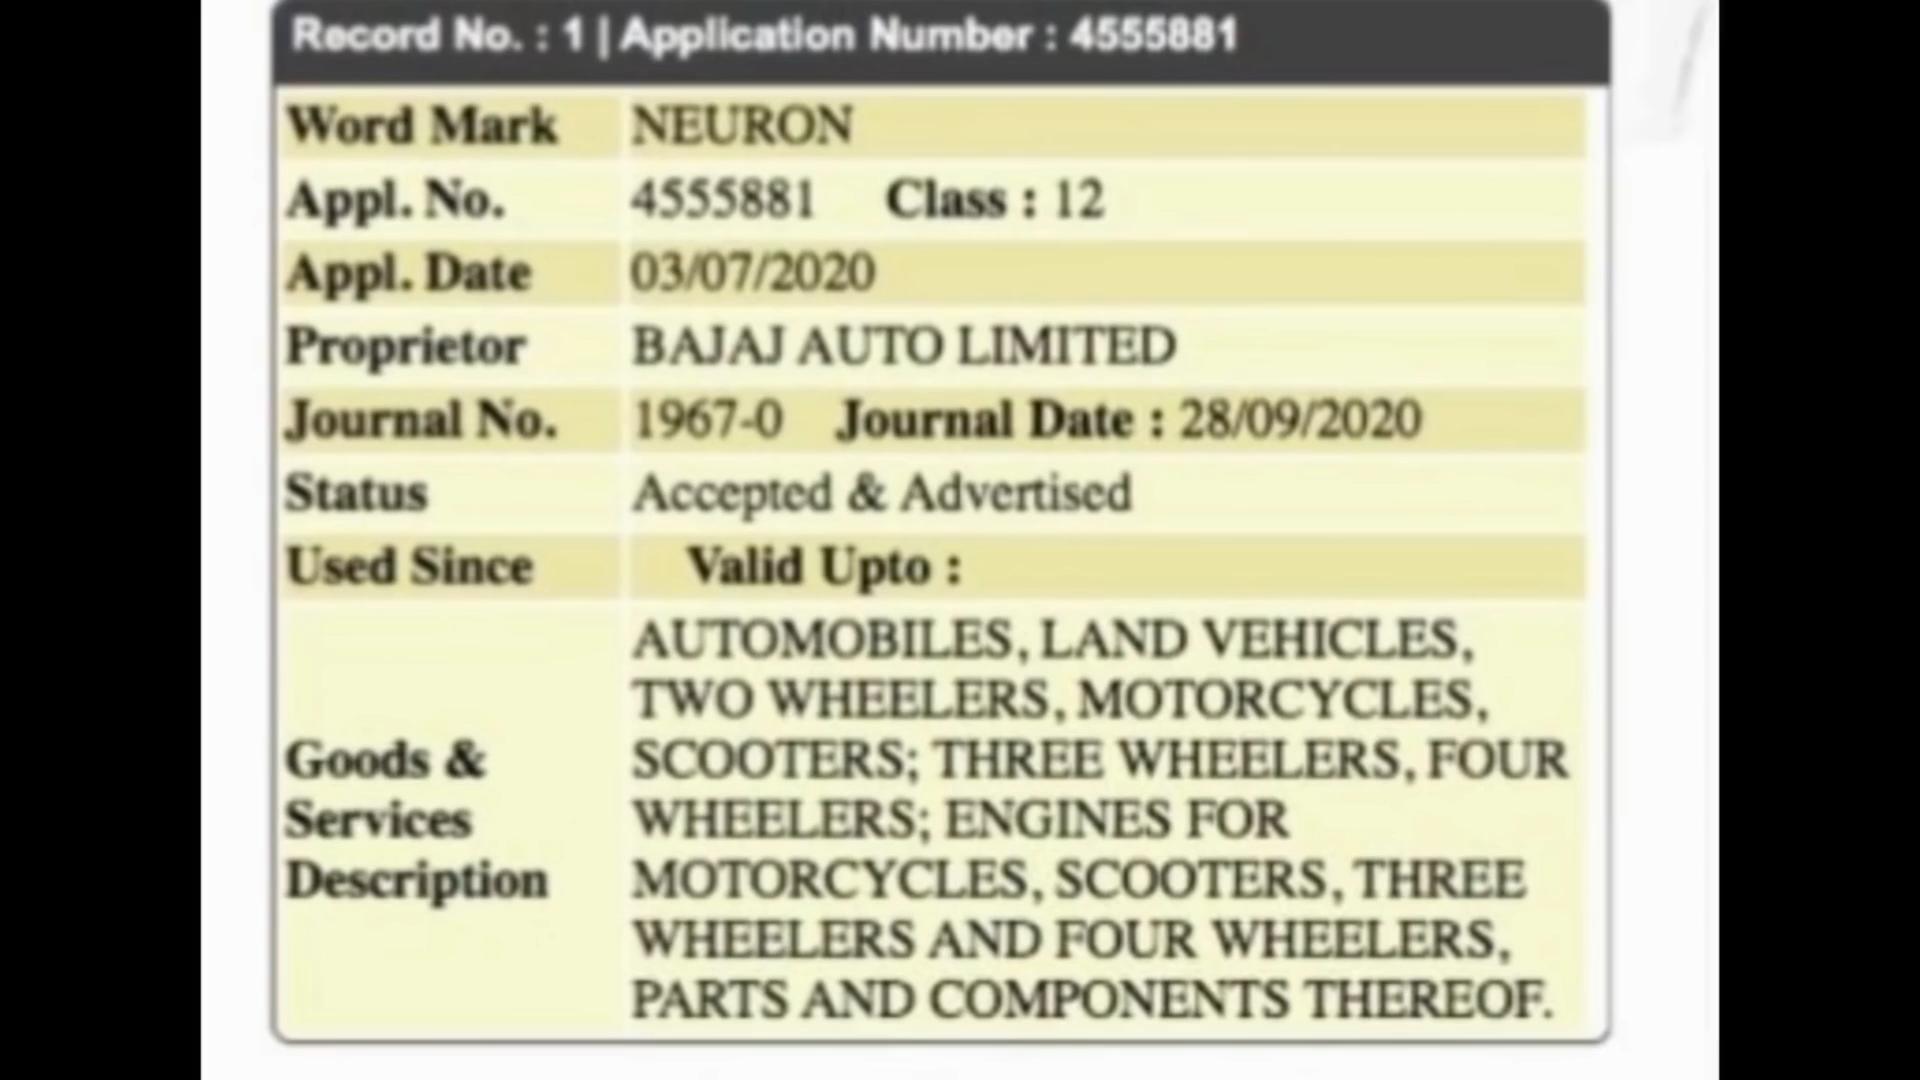 Record No. : 1 | Application Number : 4555881
Word Mark NEURON
Appl. No. 4555881 Class : 12
Appl. Date 03/07/2020
Proprietor BAJAJ AUTO LIMITED
Journal No. 1967-0 Journal Date : 28/09/2020
Status Accepted & Advertised
Used Since Valid Upto :
Goods & Services Description
AUTOMOBILES, LAND VEHICLES,
TWO WHEELERS, MOTORCYCLES,
SCOOTERS; THREE WHEELERS, FOUR
WHEELERS; ENGINES FOR
MOTORCYCLES, SCOOTERS, THREE
WHEELERS AND FOUR WHEELERS,
PARTS AND COMPONENTS THEREOF.